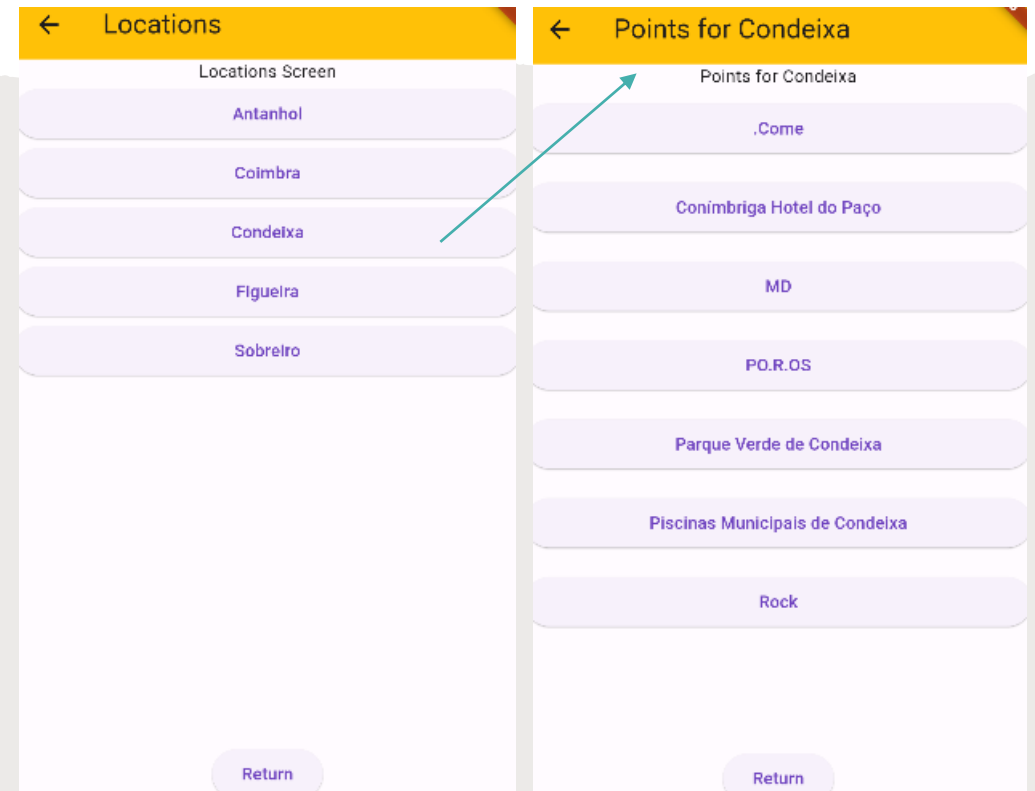 Locations
Locations Screen
Antanhol
Coimbra
Condeixa
Figueira
Sobreiro
Return
Points for Condeixa
Points for Condeixa
.Come
Conímbriga Hotel do Paço
MD
PO.R.OS
Parque Verde de Condeixa
Piscinas Municipais de Condeixa
Rock
Return